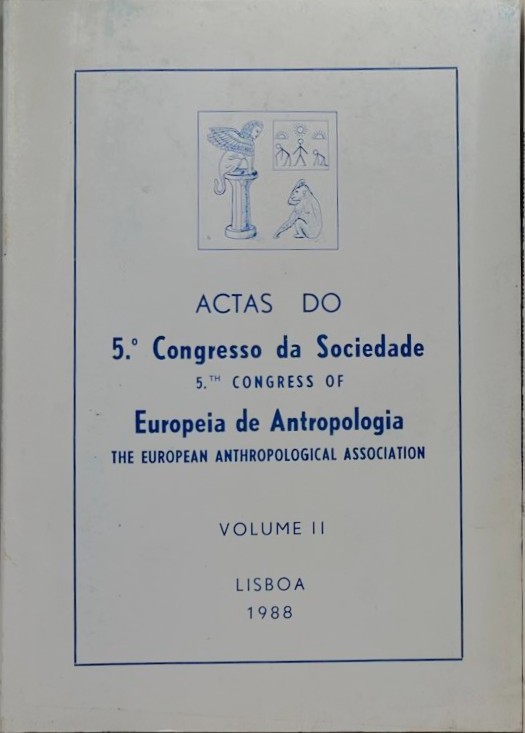 ACTAS DO
5.º Congresso da Sociedade
5.TH CONGRESS OF
Europeia de Antropologia
THE EUROPEAN ANTHROPOLOGICAL ASSOCIATION
VOLUME II
LISBOA
1988